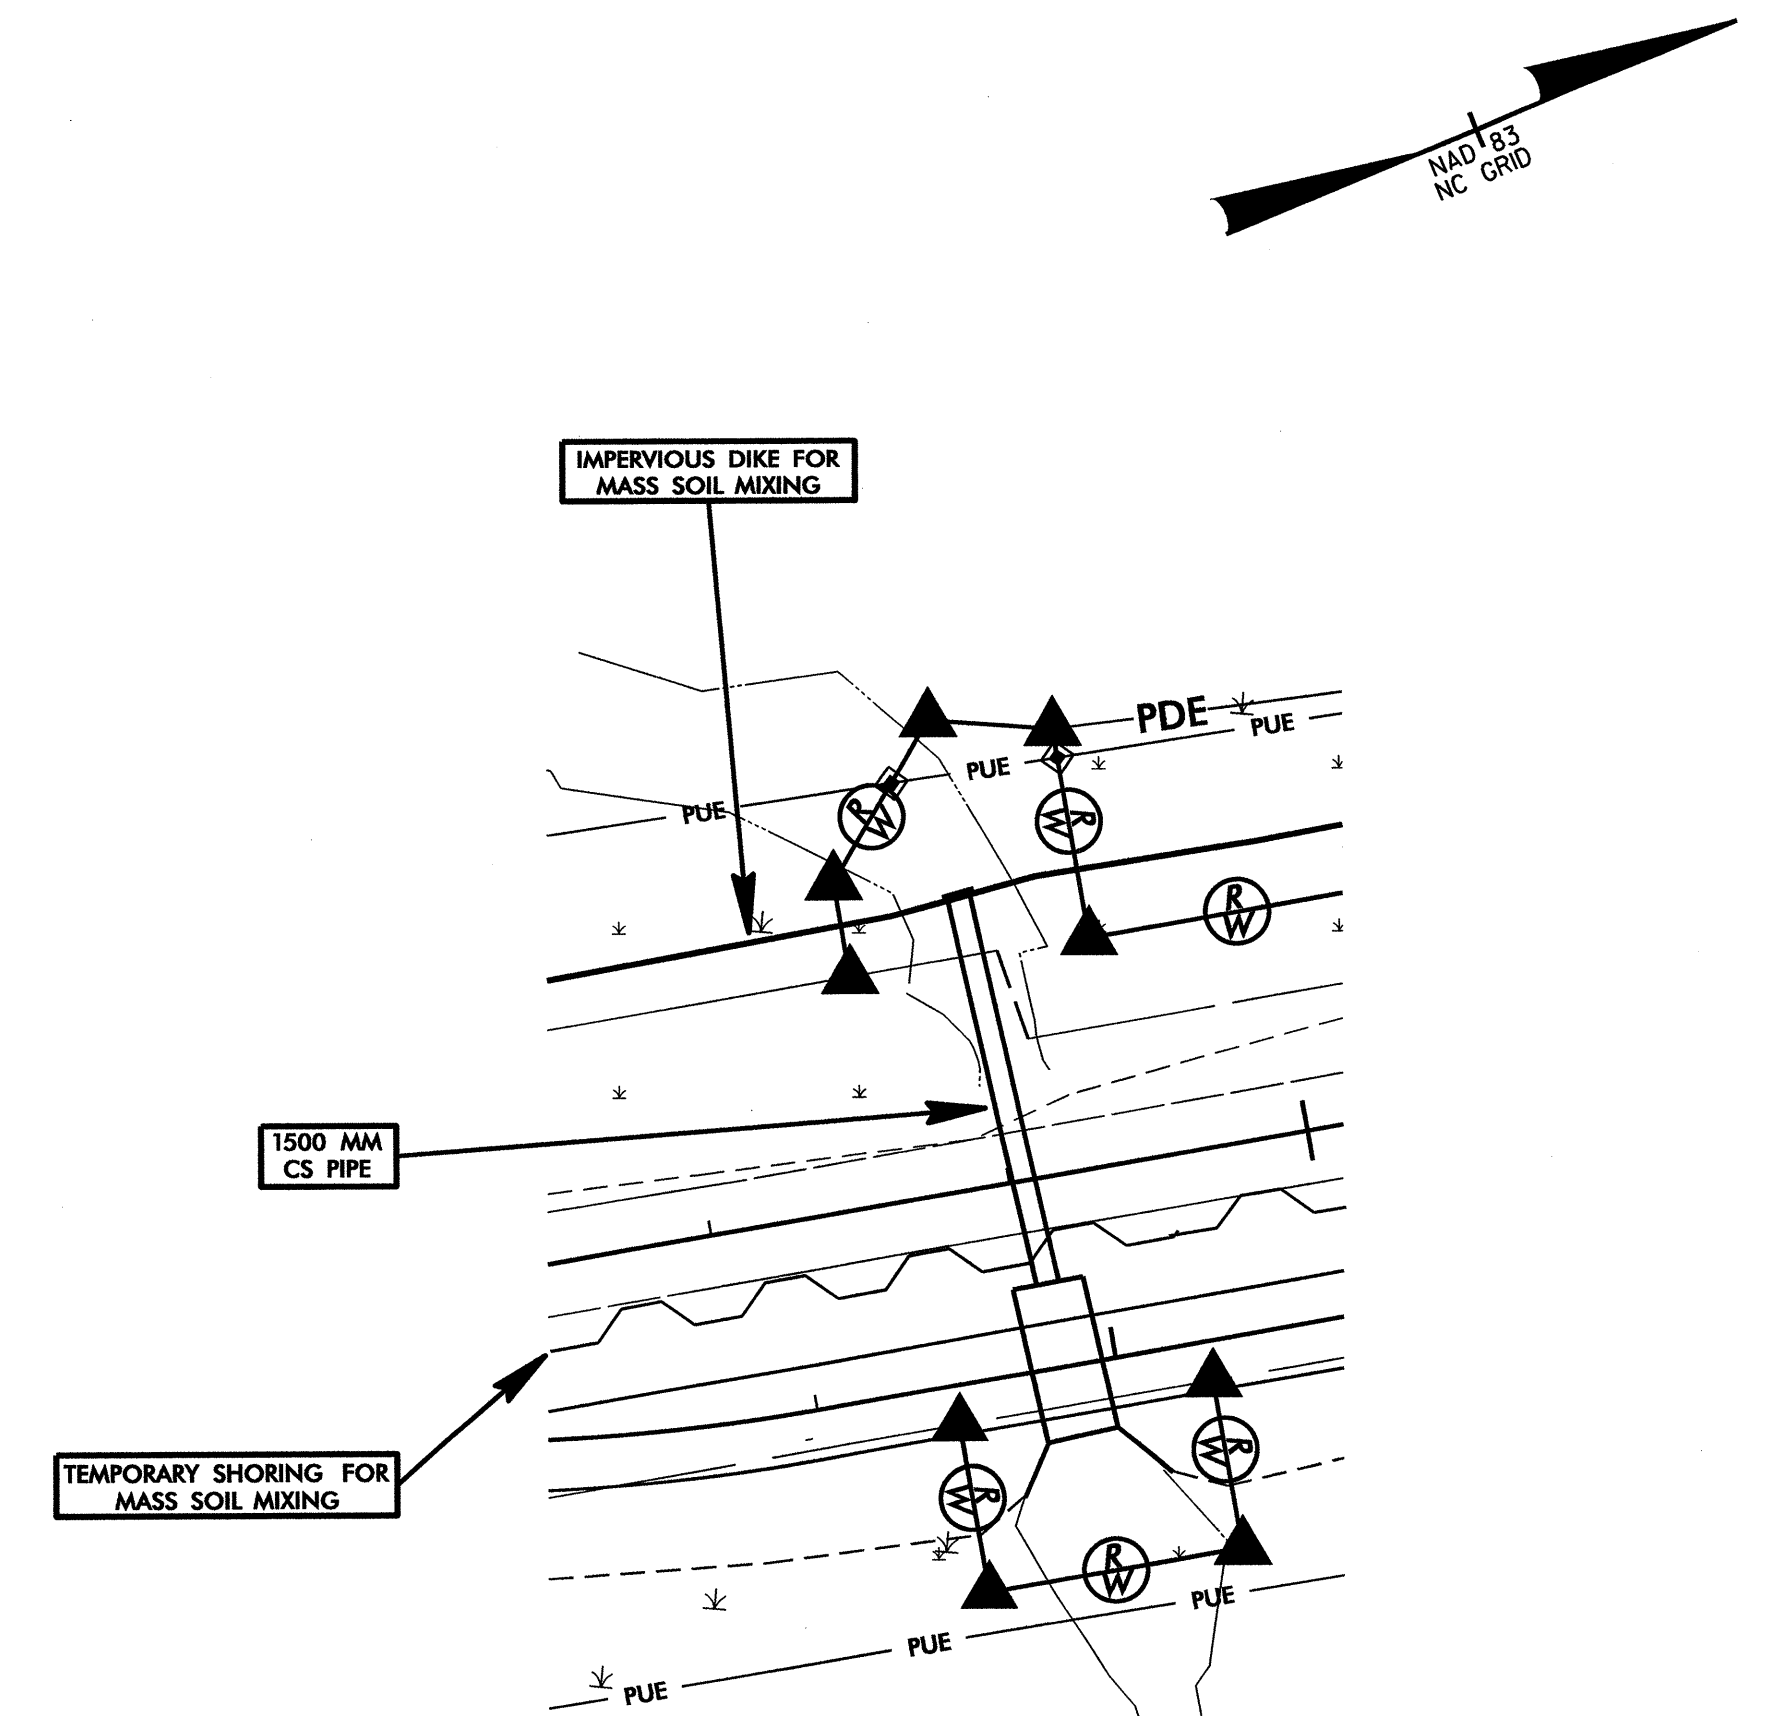 NAD 83
NC GRID
IMPERVIOUS DIKE FOR
MASS SOIL MIXING
PDE
PUE
PUE
PUE
R
W
R
W
R
W
1500 MM
CS PIPE
TEMPORARY SHORING FOR
MASS SOIL MIXING
R
W
R
W
R
W
PUE
PUE
PUE